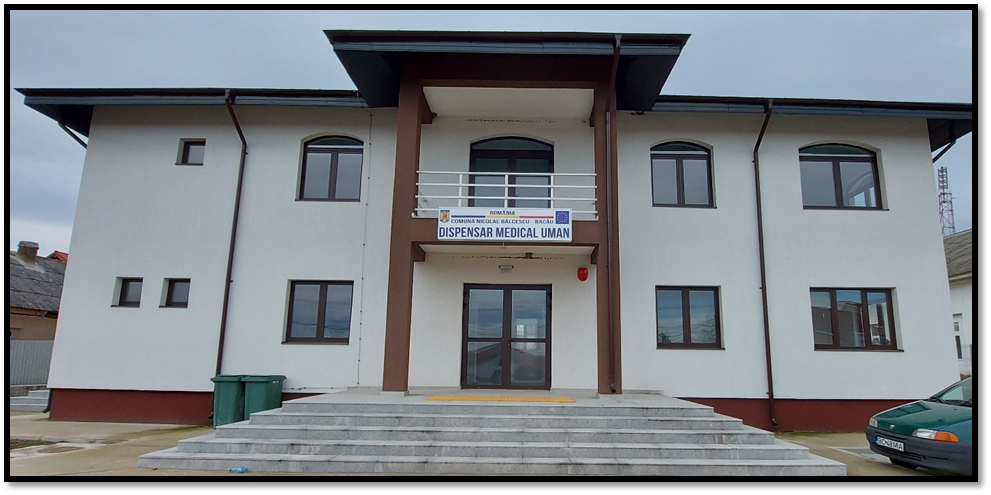 ROMÂNIA
COMUNA NICOLAE BĂLCESCU - BACĂU
DISPENSAR MEDICAL UMAN